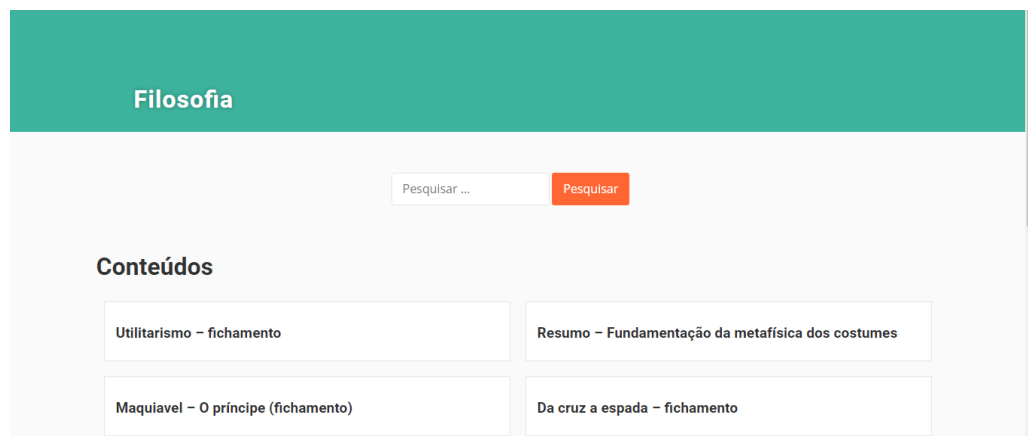 Filosofia
Pesquisar ...
Pesquisar
Conteúdos
Utilitarismo – fichamento
Resumo – Fundamentação da metafísica dos costumes
Maquiavel – O príncipe (fichamento)
Da cruz a espada – fichamento